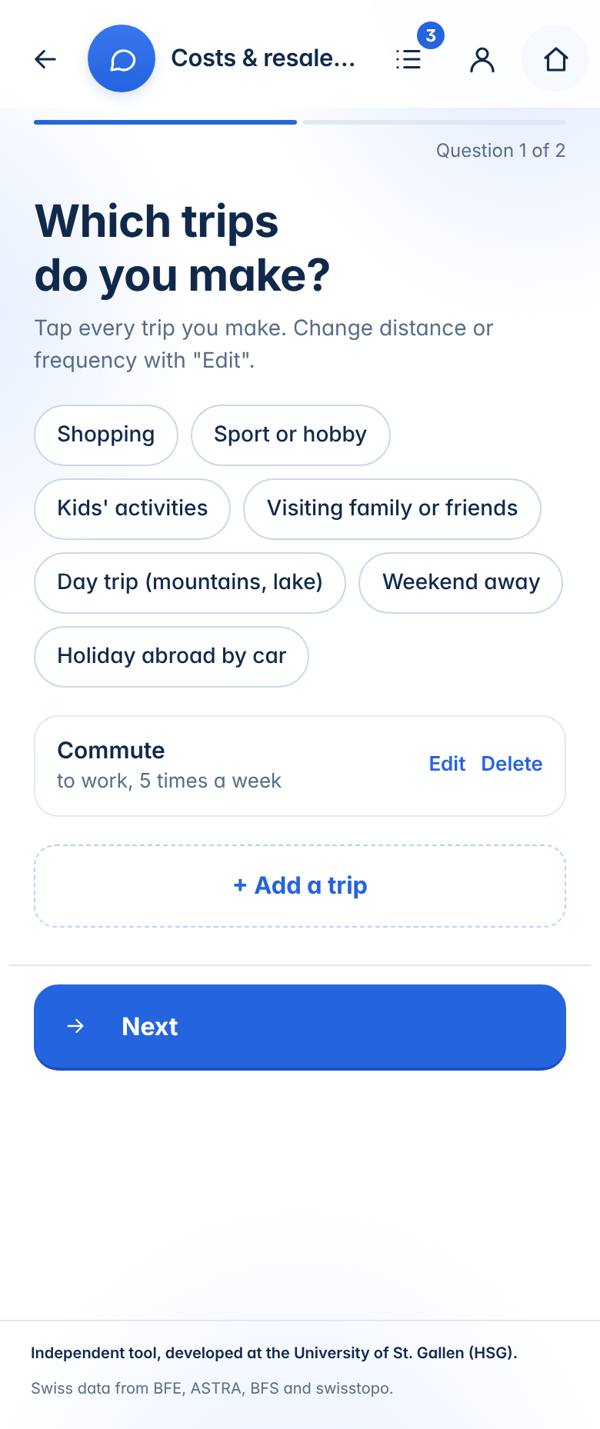 Costs & resale...
3
Question 1 of 2
Which trips
do you make?
Tap every trip you make. Change distance or
frequency with "Edit".
Shopping
Sport or hobby
Kids' activities
Visiting family or friends
Day trip (mountains, lake)
Weekend away
Holiday abroad by car
Commute
to work, 5 times a week
Edit
Delete
+ Add a trip
→ Next
Independent tool, developed at the University of St. Gallen (HSG).
Swiss data from BFE, ASTRA, BFS and swisstopo.